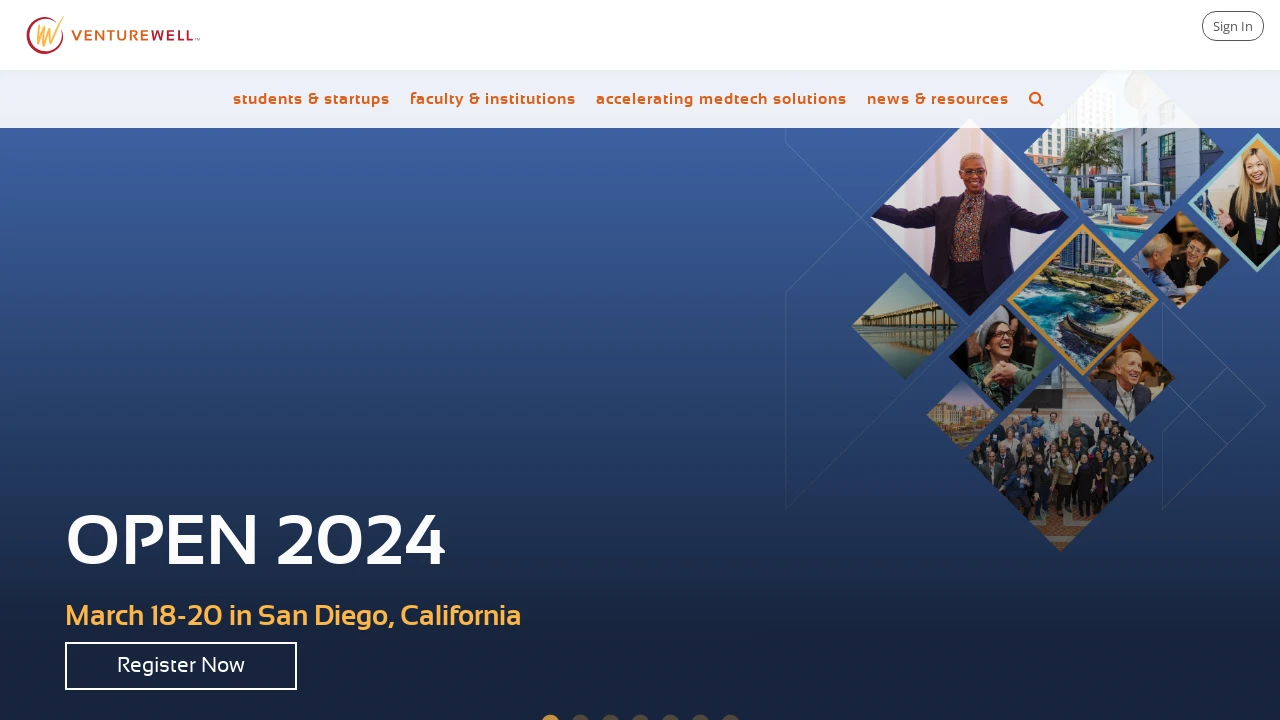 VENTUREWELL
Sign In
students & startups
faculty & institutions
accelerating medtech solutions
news & resources
OPEN 2024
March 18-20 in San Diego, California
Register Now